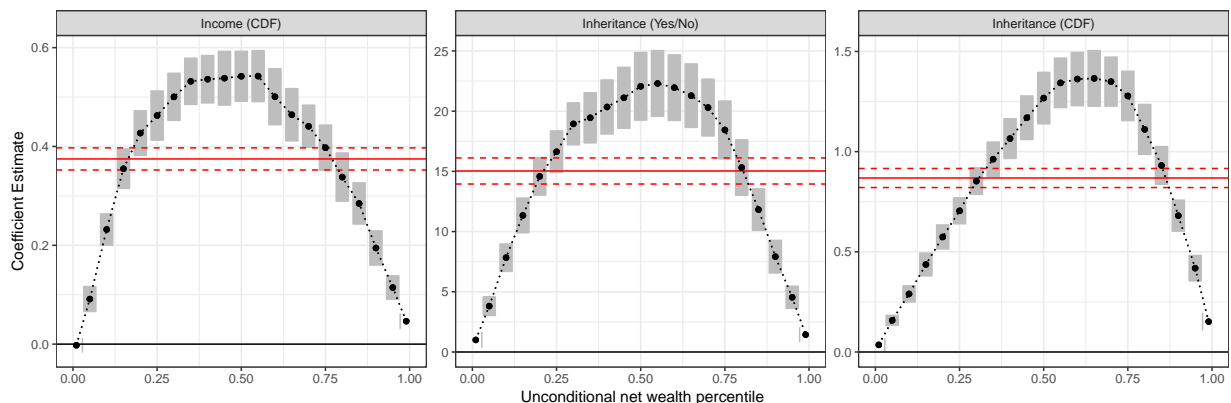 Income (CDF)
Inheritance (Yes/No)
Inheritance (CDF)
Coefficient Estimate
0.6
0.4
0.2
0.0
25
20
15
10
5
0
1.5
1.0
0.5
0.0
0.00 0.25 0.50 0.75 1.00
0.00 0.25 0.50 0.75 1.00
0.00 0.25 0.50 0.75 1.00
Unconditional net wealth percentile